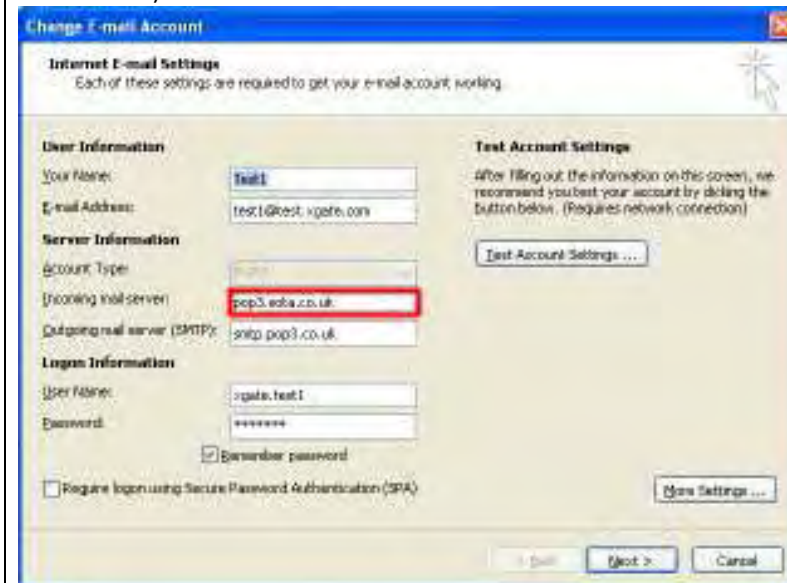 Change E-mail Account
Internet E-mail Settings
Each of these settings are required to get your e-mail account working.
User Information
Your Name:
Test1
E-mail Address:
test1@test.xgate.com
Server Information
Account Type:
Incoming mail server:
Outgoing mail server (SMTP):
smtp.pop3.co.uk
Logon Information
User Name:
xgate.test1
Password:
*******
Remember password
Require logon using Secure Password Authentication (SPA)
Test Account Settings
After filling out the information on this screen, we
recommend you test your account by clicking the
button below. (Requires network connection)
Test Account Settings ...
More Settings ...
< Back
Next >
Cancel